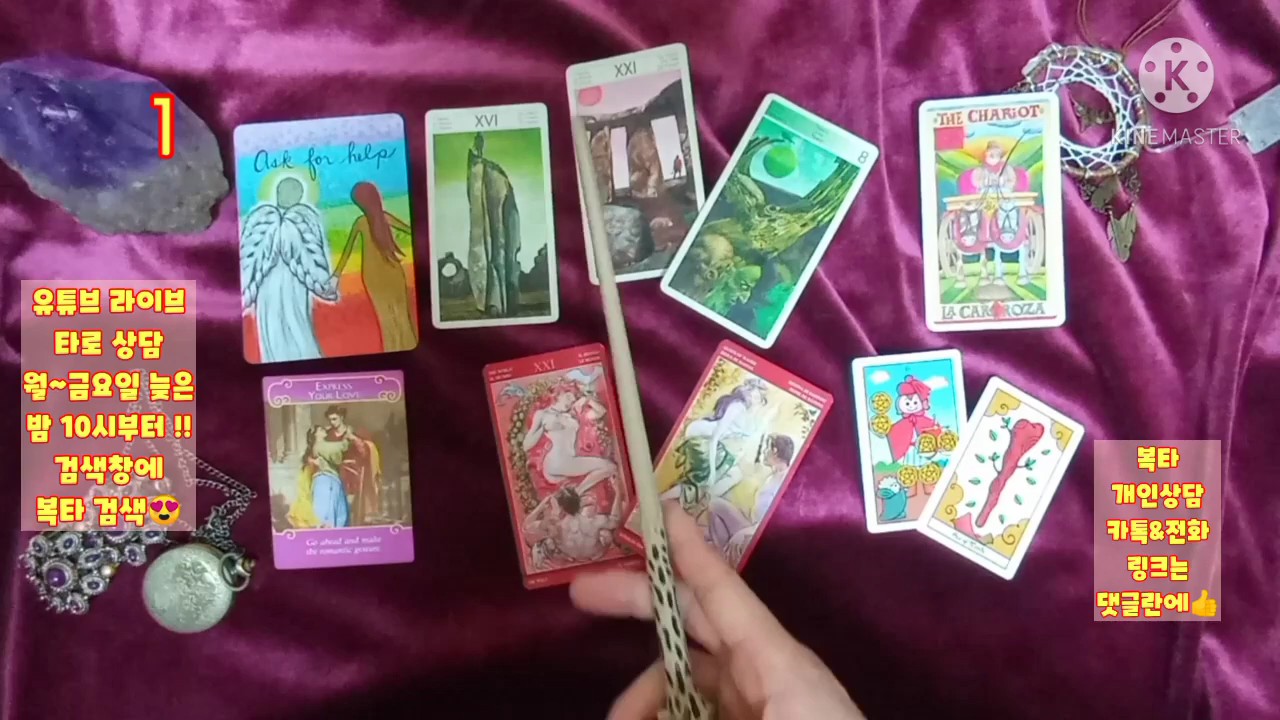 1
유튜브 라이브
타로 상담
월~금요일 늦은
밤 10시부터 !!
검색창에
복타 검색😍
Ask for help
XVI
XXI
8
THE CHARIOT
LA CARROZA
K
KINEMASTER
EXPRESS
YOUR LOVE
Go ahead and make
the romantic gesture.
XXI
복타
개인상담
카톡&전화
링크는
댓글란에👍